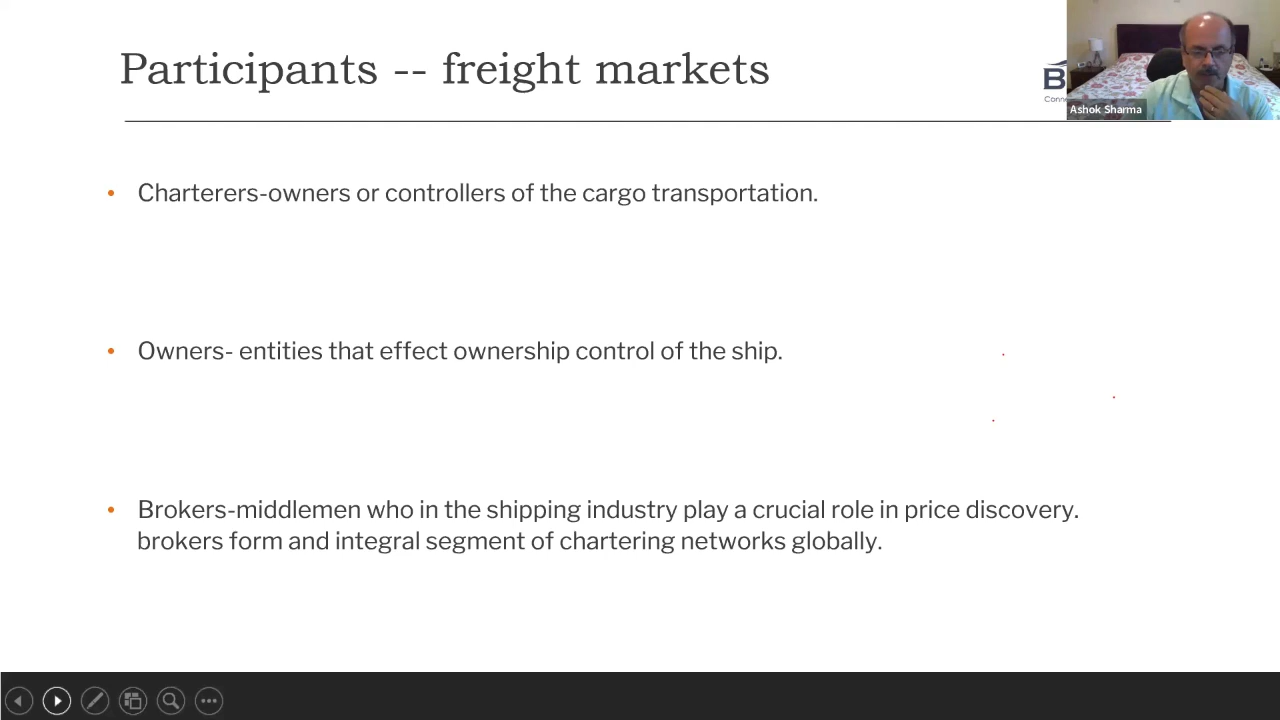 Participants -- freight markets
Ashok Sharma
• Charterers-owners or controllers of the cargo transportation.
• Owners- entities that effect ownership control of the ship.
• Brokers-middlemen who in the shipping industry play a crucial role in price discovery.
brokers form and integral segment of chartering networks globally.